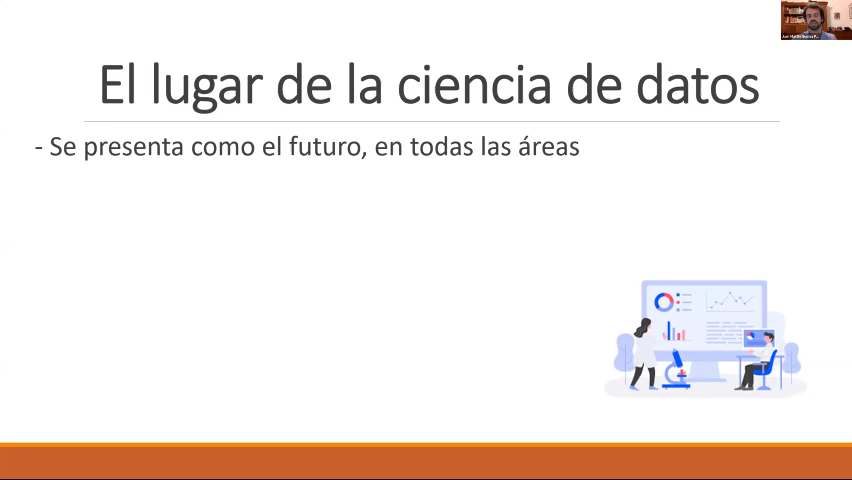 El lugar de la ciencia de datos
- Se presenta como el futuro, en todas las áreas